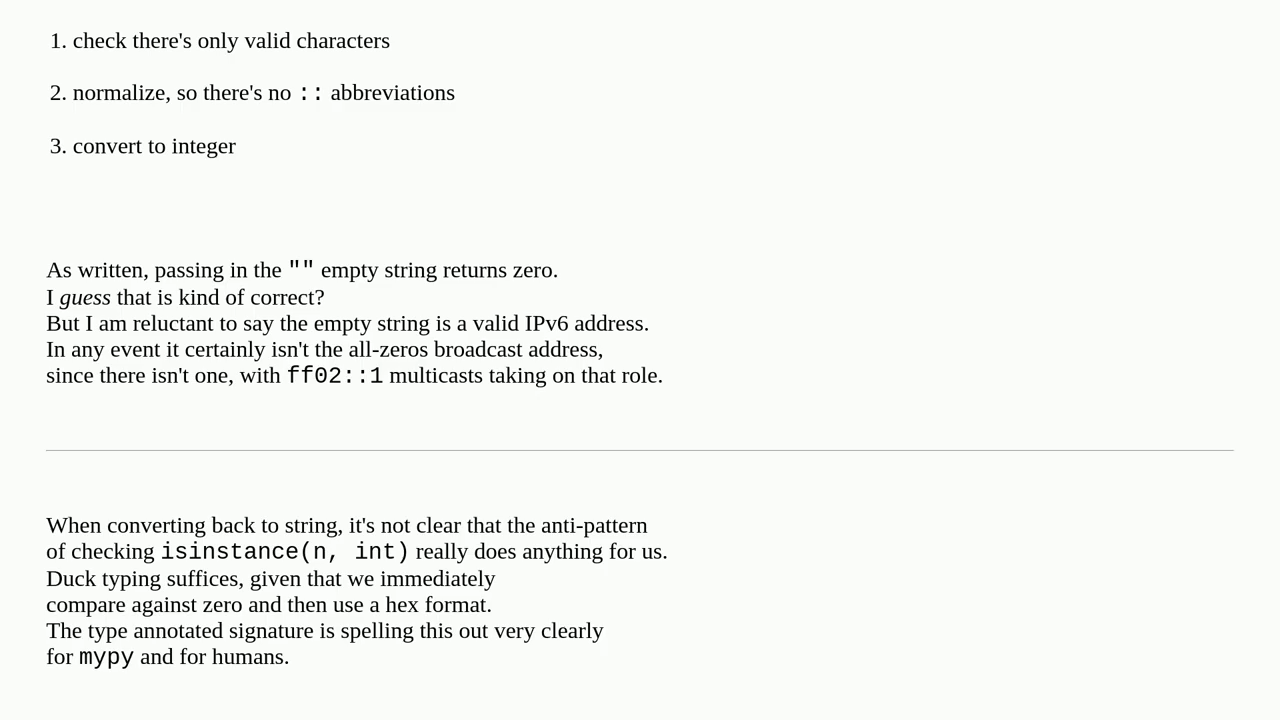 1. check there's only valid characters
2. normalize, so there's no :: abbreviations
3. convert to integer
As written, passing in the "" empty string returns zero.
I guess that is kind of correct?
But I am reluctant to say the empty string is a valid IPv6 address.
In any event it certainly isn't the all-zeros broadcast address,
since there isn't one, with ff02::1 multicasts taking on that role.
When converting back to string, it's not clear that the anti-pattern
of checking isinstance(n, int) really does anything for us.
Duck typing suffices, given that we immediately
compare against zero and then use a hex format.
The type annotated signature is spelling this out very clearly
for mypy and for humans.